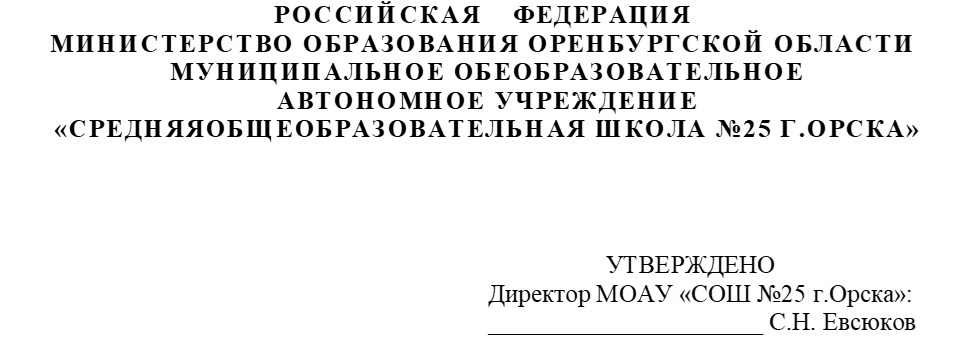 РОССИЙСКАЯ ФЕДЕРАЦИЯ
МИНИСТЕРСТВО ОБРАЗОВАНИЯ ОРЕНБУРГСКОЙ ОБЛАСТИ
МУНИЦИПАЛЬНОЕ ОБЕОБРАЗОВАТЕЛЬНОЕ
АВТОНОМНОЕ УЧРЕЖДЕНИЕ
«СРЕДНЯЯОБЩЕОБРАЗОВАТЕЛЬНАЯ ШКОЛА №25 Г.ОРСКА»
УТВЕРЖДЕНО
Директор МОАУ «СОШ №25 г.Орска»:
______________________ С.Н. Евсюков